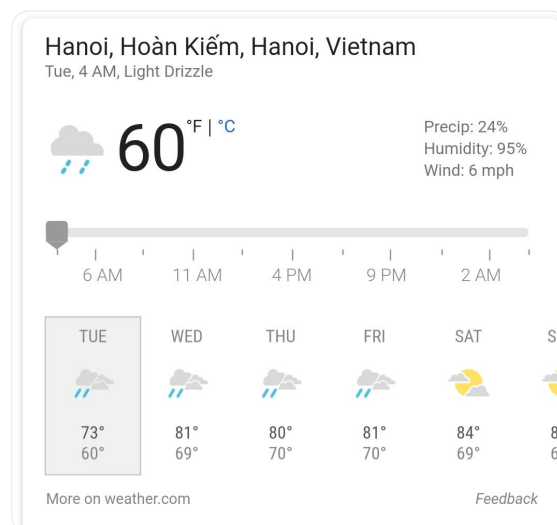 Hanoi, Hoàn Kiếm, Hanoi, Vietnam
Tue, 4 AM, Light Drizzle
60 °F | °C
Precip: 24%
Humidity: 95%
Wind: 6 mph
6 AM 11 AM 4 PM 9 PM 2 AM
TUE WED THU FRI SAT S
73° 81° 80° 81° 84° 8
60° 69° 70° 70° 69° 6
More on weather.com Feedback